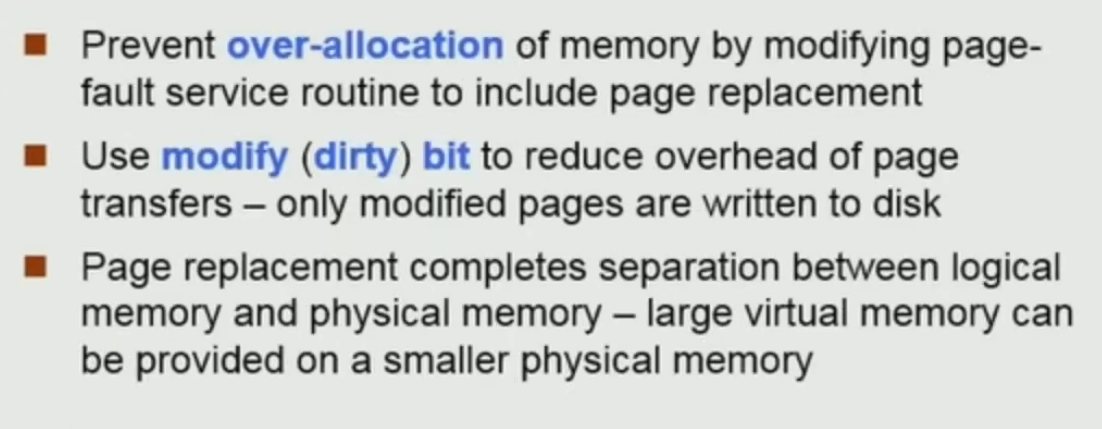 Prevent over-allocation of memory by modifying page-
fault service routine to include page replacement
Use modify (dirty) bit to reduce overhead of page
transfers – only modified pages are written to disk
Page replacement completes separation between logical
memory and physical memory – large virtual memory can
be provided on a smaller physical memory